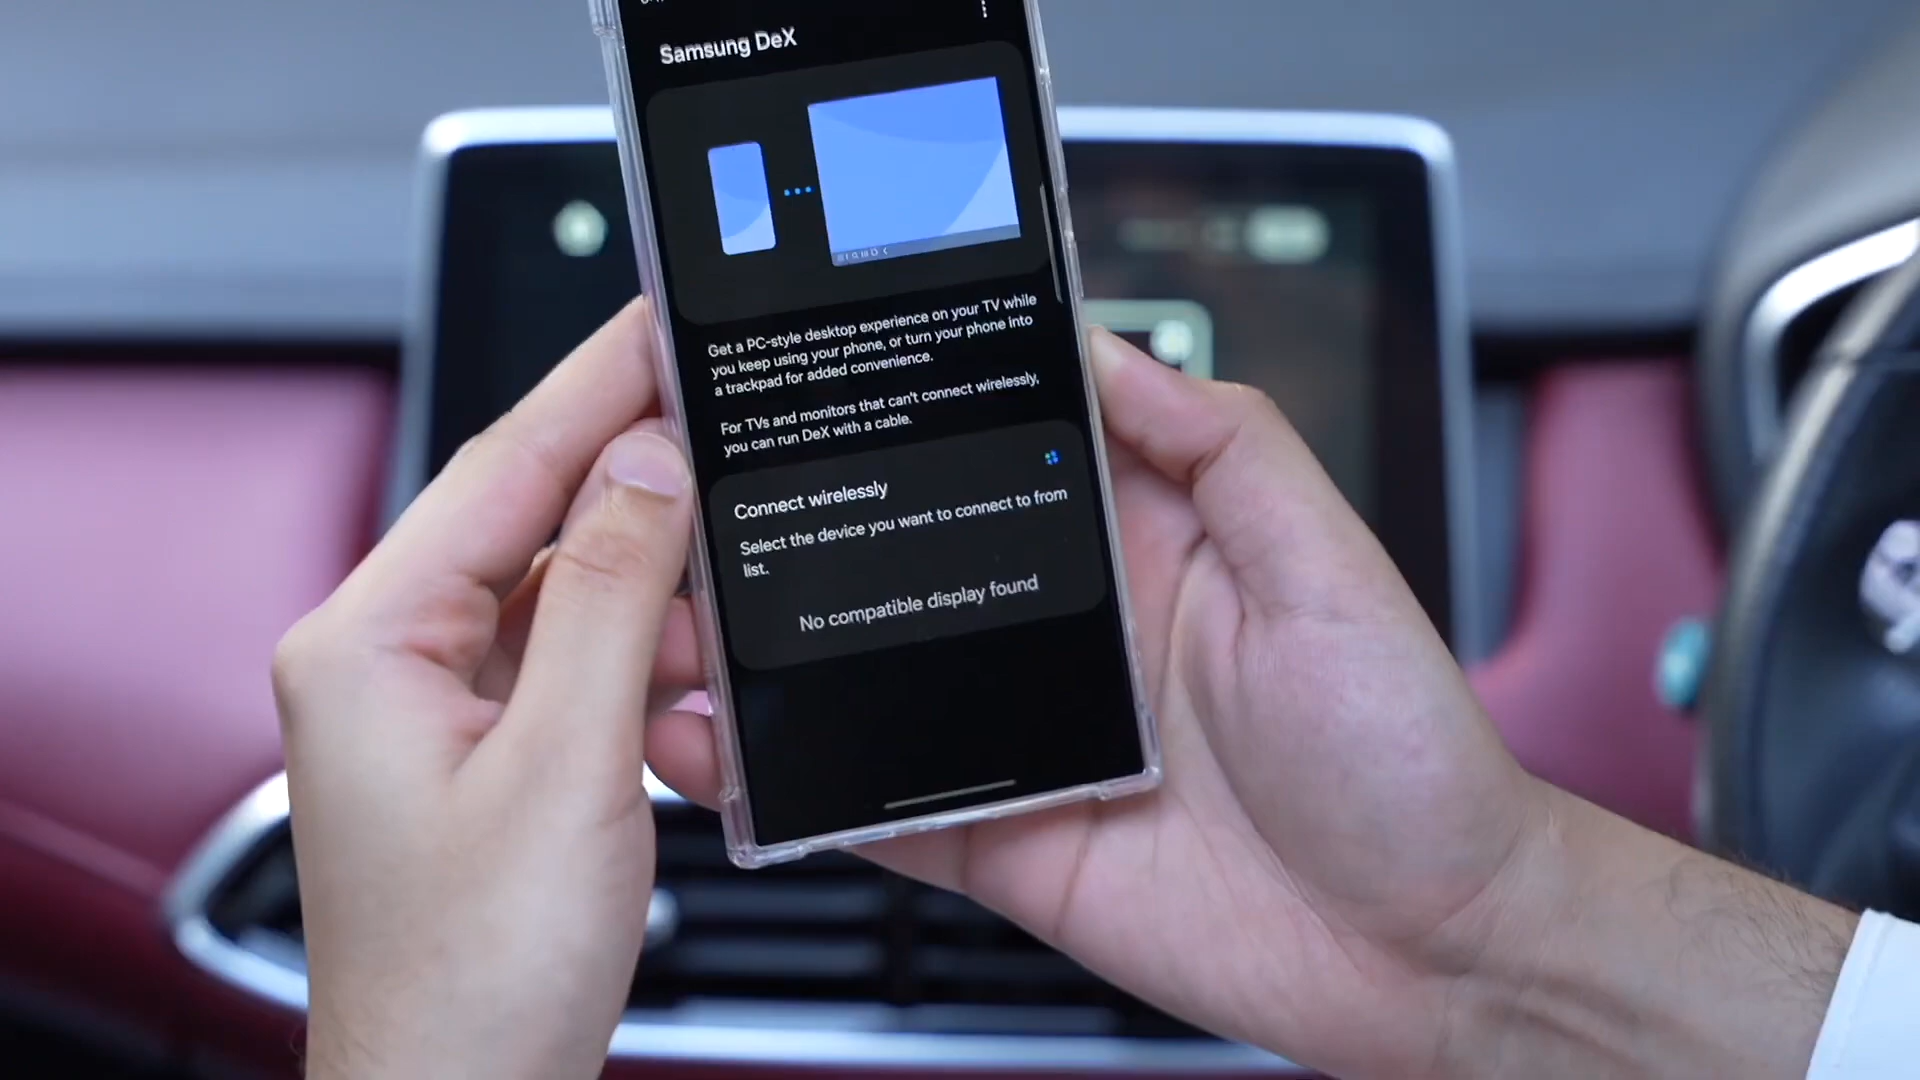 Samsung DeX
Get a PC-style desktop experience on your TV while
you keep using your phone, or turn your phone into
a trackpad for added convenience.
For TVs and monitors that can't connect wirelessly,
you can run DeX with a cable.
Connect wirelessly
Select the device you want to connect to from
list.
No compatible display found